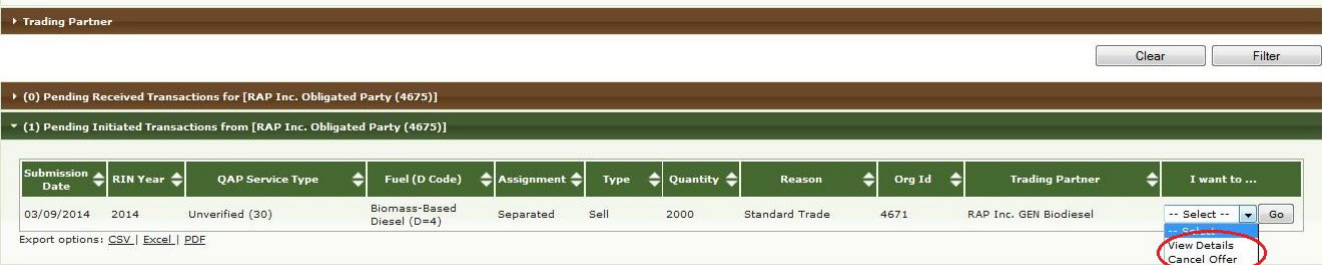 Trading Partner
Clear Filter
(0) Pending Received Transactions for [RAP Inc. Obligated Party (4675)]
(1) Pending Initiated Transactions from [RAP Inc. Obligated Party (4675)]
Submission Date RIN Year QAP Service Type Fuel (D Code) Assignment Type Quantity Reason Org Id Trading Partner I want to ...
03/09/2014 2014 Unverified (30) Biomass-Based Diesel (D=4) Separated Sell 2000 Standard Trade 4671 RAP Inc. GEN Biodiesel -- Select -- Go
-- Select --
Export options: CSV | Excel | PDF
View Details
Cancel Offer